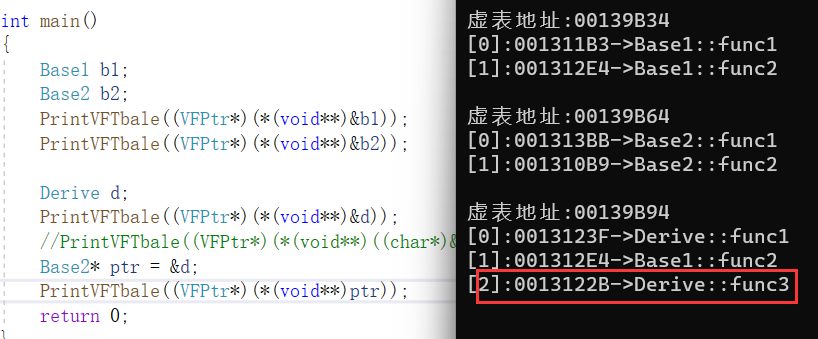 int main()
{
Base1 b1;
Base2 b2;
PrintVFTbale((VFPtr*)(*(void**)&b1));
PrintVFTbale((VFPtr*)(*(void**)&b2));
Derive d;
PrintVFTbale((VFPtr*)(*(void**)&d));
//PrintVFTbale((VFPtr*)(*(void**)((char*)&
Base2* ptr = &d;
PrintVFTbale((VFPtr*)(*(void**)ptr));
return 0;
虚表地址:00139B34
[0]:001311B3->Base1::func1
[1]:001312E4->Base1::func2
虚表地址:00139B64
[0]:001313BB->Base2::func1
[1]:001310B9->Base2::func2
虚表地址:00139B94
[0]:0013123F->Derive::func1
[1]:001312E4->Base1::func2
[2]:0013122B->Derive::func3